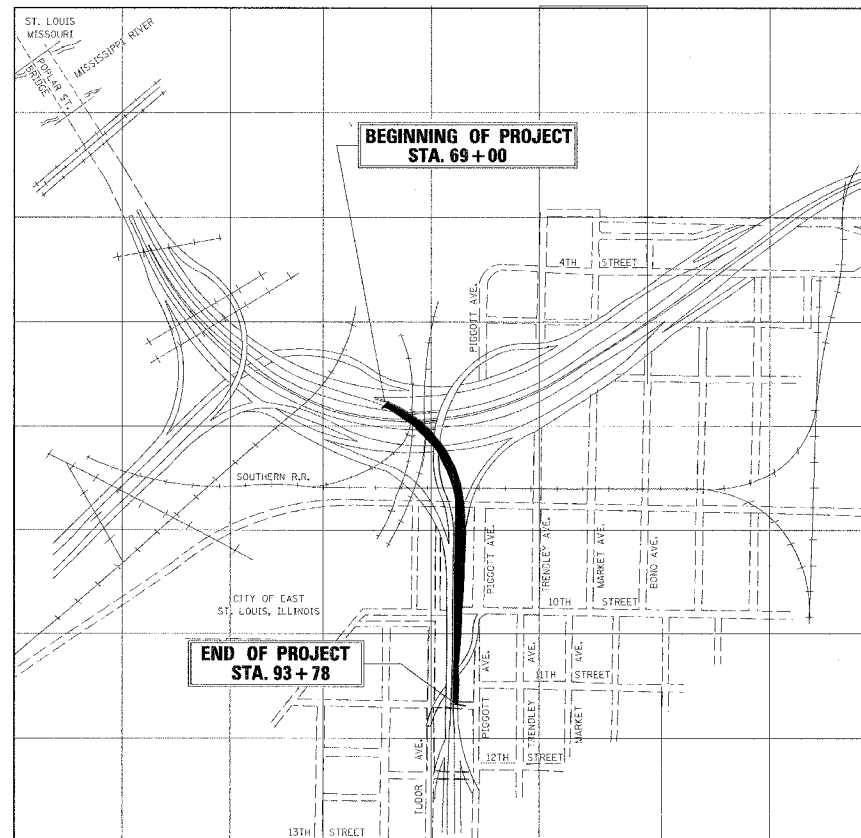 ST. LOUIS
MISSOURI
MISSISSIPPI RIVER
POPLAR ST.
BRIDGE
BEGINNING OF PROJECT
STA. 69+00
4TH STREET
PIGGOTT AVE.
SOUTHERN R.R.
PIGGOTT AVE.
TRENDLEY AVE.
MARKET AVE.
BOND AVE.
CITY OF EAST
ST. LOUIS, ILLINOIS
10TH STREET
END OF PROJECT
STA. 93+78
PIGGOTT AVE.
TRENDLEY AVE.
MARKET AVE.
11TH STREET
12TH STREET
TUDOR AVE.
13TH STREET